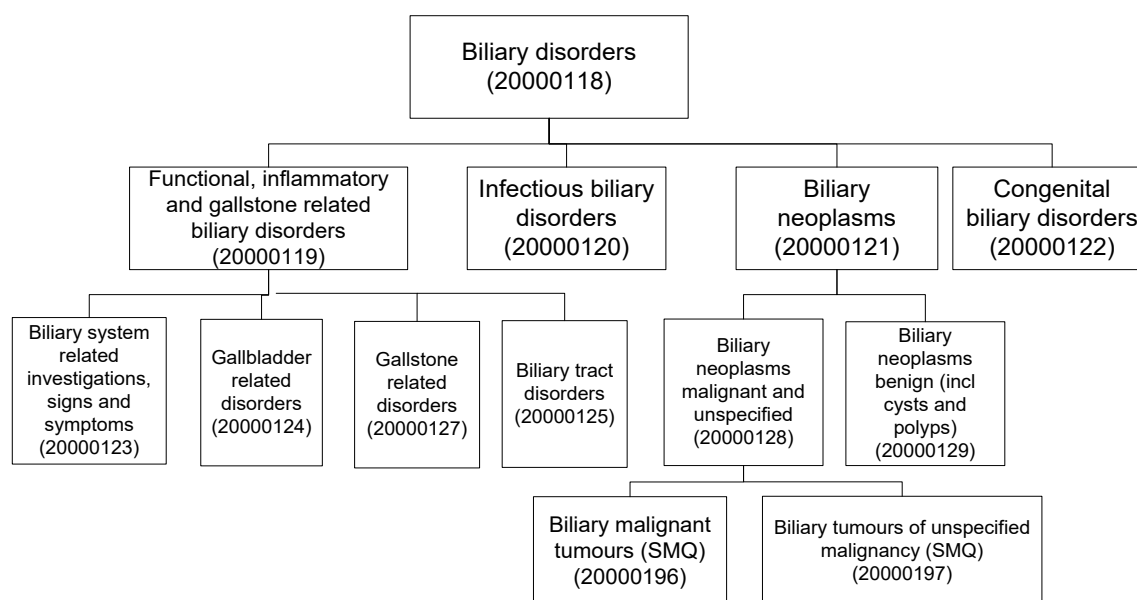 Biliary disorders
(20000118)
Functional, inflammatory
and gallstone related
biliary disorders
(20000119)
Infectious biliary
disorders
(20000120)
Biliary
neoplasms
(20000121)
Congenital
biliary disorders
(20000122)
Biliary system
related
investigations,
signs and
symptoms
(20000123)
Gallbladder
related
disorders
(20000124)
Gallstone
related
disorders
(20000127)
Biliary tract
disorders
(20000125)
Biliary
neoplasms
malignant and
unspecified
(20000128)
Biliary
neoplasms
benign (incl
cysts and
polyps)
(20000129)
Biliary malignant
tumours (SMQ)
(20000196)
Biliary tumours of unspecified
malignancy (SMQ)
(20000197)